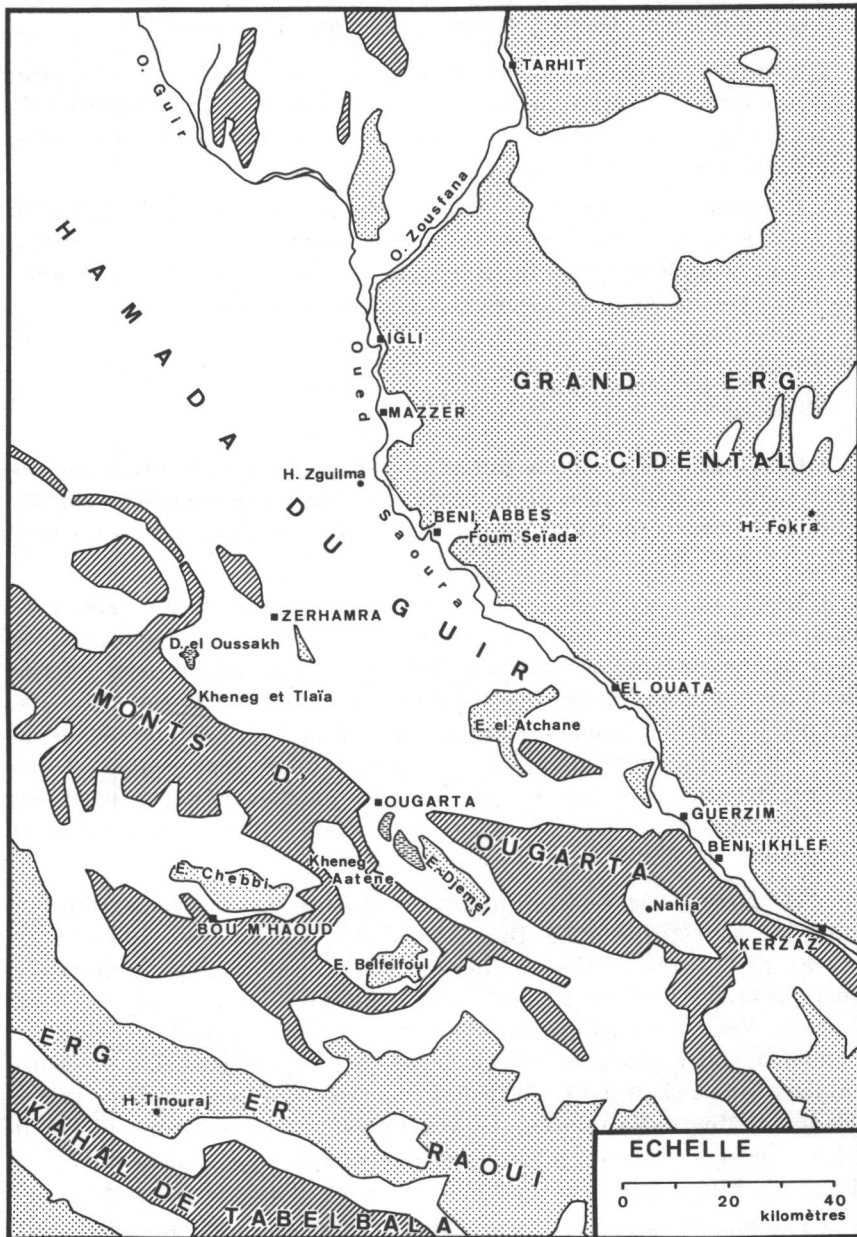 O. Guir
TARHIT
O. Zousfana
HAMADA DU GUIR
IGLI
Oued Saoura
GRAND ERG
OCCIDENTAL
MAZZER
H. Zguilma
BENI ABBES
Foum Seïada
H. Fokra
ZERHAMRA
D. el Oussakh
Kheneg et Tlaïa
EL OUATA
E. el Atchane
MONTS D'OUGARTA
OUGARTA
GUERZIM
BENI IKHLEF
E. Chebbi
Kheneg
Aatène
E. Djemel
Nahia
BOU M'HAOUD
KERZAZ
E. Belfelfoul
ERG ER RAOUI
H. Tinouraj
KAHAL DE TABELBALA
ECHELLE
0 20 40
kilomètres